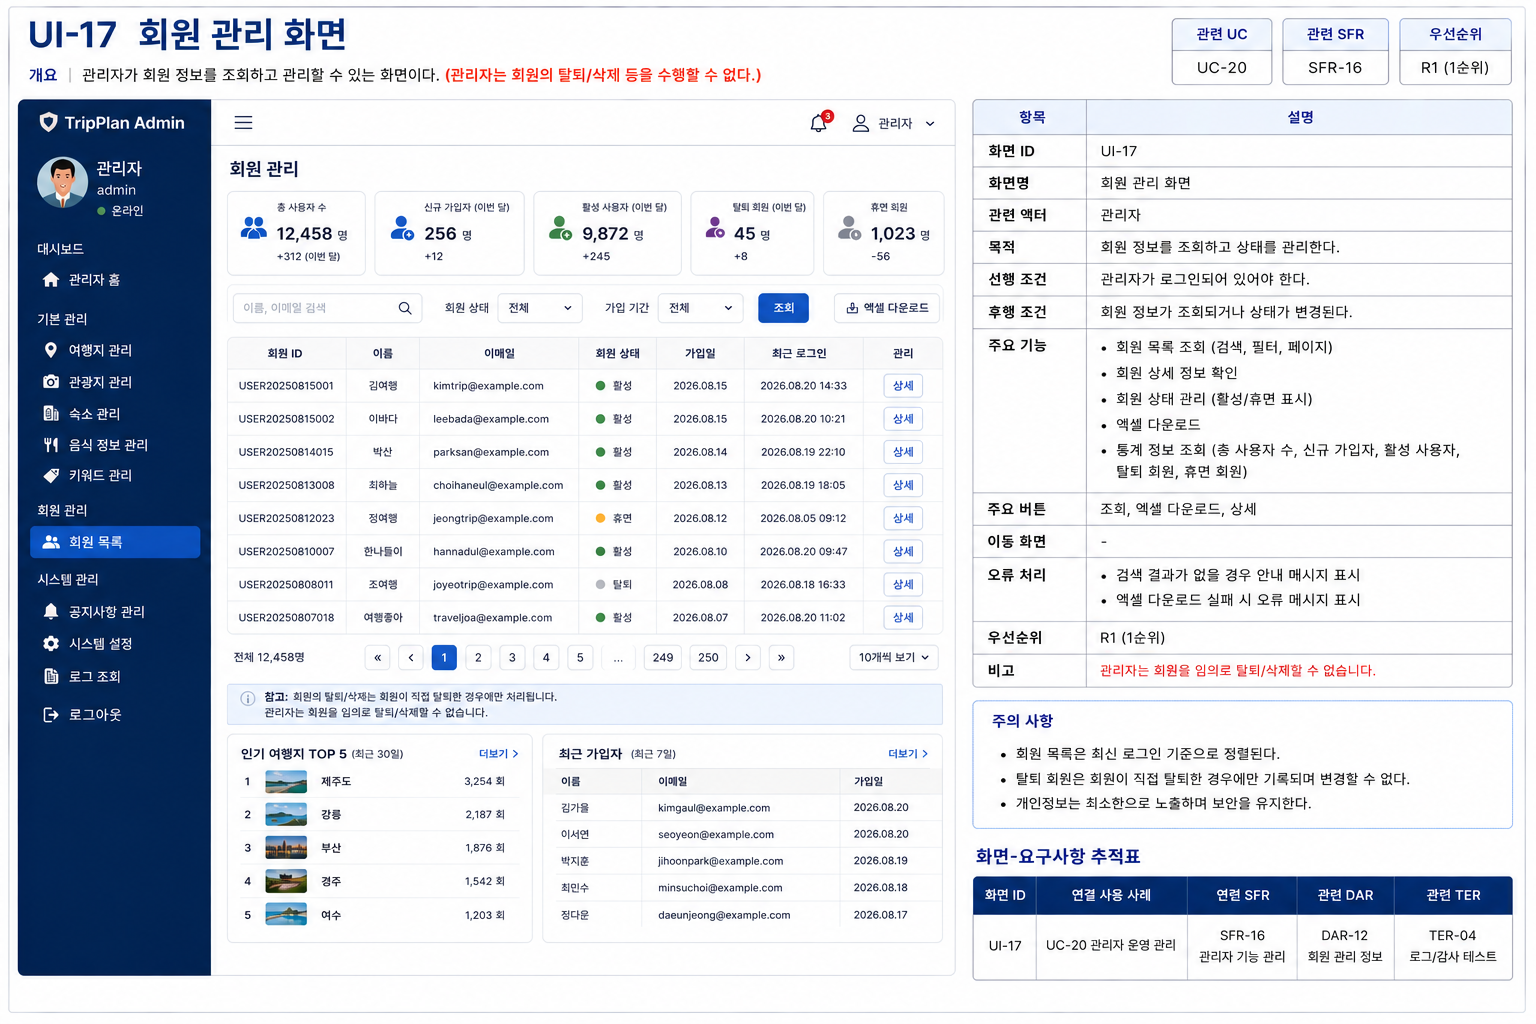 UI-17 회원 관리 화면
개요 | 관리자가 회원 정보를 조회하고 관리할 수 있는 화면이다. (관리자는 회원의 탈퇴/삭제 등을 수행할 수 없다.)
관련 UC
UC-20
관련 SFR
SFR-16
우선순위
R1 (1순위)
TripPlan Admin
관리자
admin
온라인
대시보드
관리자 홈
기본 관리
여행지 관리
관광지 관리
숙소 관리
음식 정보 관리
키워드 관리
회원 관리
회원 목록
시스템 관리
공지사항 관리
시스템 설정
로그 조회
로그아웃
3
관리자
회원 관리
총 사용자 수
12,458 명
+312 (이번 달)
신규 가입자 (이번 달)
256 명
+12
활성 사용자 (이번 달)
9,872 명
+245
탈퇴 회원 (이번 달)
45 명
+8
휴면 회원
1,023 명
-56
이름, 이메일 검색
회원 상태
전체
가입 기간
전체
조회
엑셀 다운로드
회원 ID 이름 이메일 회원 상태 가입일 최근 로그인 관리
USER20250815001 김여행 kimtrip@example.com 활성 2026.08.15 2026.08.20 14:33 상세
USER20250815002 이바다 leebada@example.com 활성 2026.08.15 2026.08.20 10:21 상세
USER20250814015 박산 parksan@example.com 활성 2026.08.14 2026.08.19 22:10 상세
USER20250813008 최하늘 choihaneul@example.com 활성 2026.08.13 2026.08.19 18:05 상세
USER20250812023 정여행 jeongtrip@example.com 휴면 2026.08.12 2026.08.05 09:12 상세
USER20250810007 한나들이 hannadul@example.com 활성 2026.08.10 2026.08.20 09:47 상세
USER20250808011 조여행 joyeotrip@example.com 탈퇴 2026.08.08 2026.08.18 16:33 상세
USER20250807018 여행좋아 traveljoa@example.com 활성 2026.08.07 2026.08.20 11:02 상세
전체 12,458명
« ‹ 1 2 3 4 5 ... 249 250 › »
10개씩 보기
참고: 회원의 탈퇴/삭제는 회원이 직접 탈퇴한 경우에만 처리됩니다.
관리자는 회원을 임의로 탈퇴/삭제할 수 없습니다.
인기 여행지 TOP 5 (최근 30일) 더보기 >
1 제주도 3,254 회
2 강릉 2,187 회
3 부산 1,876 회
4 경주 1,542 회
5 여수 1,203 회
최근 가입자 (최근 7일) 더보기 >
이름 이메일 가입일
김가을 kimgaul@example.com 2026.08.20
이서연 seoyeon@example.com 2026.08.20
박지훈 jihoonpark@example.com 2026.08.19
최민수 minsuchoi@example.com 2026.08.18
정다운 daeunjeong@example.com 2026.08.17
항목 설명
화면 ID UI-17
화면명 회원 관리 화면
관련 액터 관리자
목적 회원 정보를 조회하고 상태를 관리한다.
선행 조건 관리자가 로그인되어 있어야 한다.
후행 조건 회원 정보가 조회되거나 상태가 변경된다.
주요 기능 • 회원 목록 조회 (검색, 필터, 페이지)
• 회원 상세 정보 확인
• 회원 상태 관리 (활성/휴면 표시)
• 엑셀 다운로드
• 통계 정보 조회 (총 사용자 수, 신규 가입자, 활성 사용자,
탈퇴 회원, 휴면 회원)
주요 버튼 조회, 엑셀 다운로드, 상세
이동 화면 -
오류 처리 • 검색 결과가 없을 경우 안내 메시지 표시
• 엑셀 다운로드 실패 시 오류 메시지 표시
우선순위 R1 (1순위)
비고 관리자는 회원을 임의로 탈퇴/삭제할 수 없습니다.
주의 사항
• 회원 목록은 최신 로그인 기준으로 정렬된다.
• 탈퇴 회원은 회원이 직접 탈퇴한 경우에만 기록되며 변경할 수 없다.
• 개인정보는 최소한으로 노출하며 보안을 유지한다.
화면-요구사항 추적표
화면 ID 연결 사용 사례 연련 SFR 관련 DAR 관련 TER
UI-17 UC-20 관리자 운영 관리 SFR-16 DAR-12 TER-04
관리자 기능 관리 회원 관리 정보 로그/감사 테스트